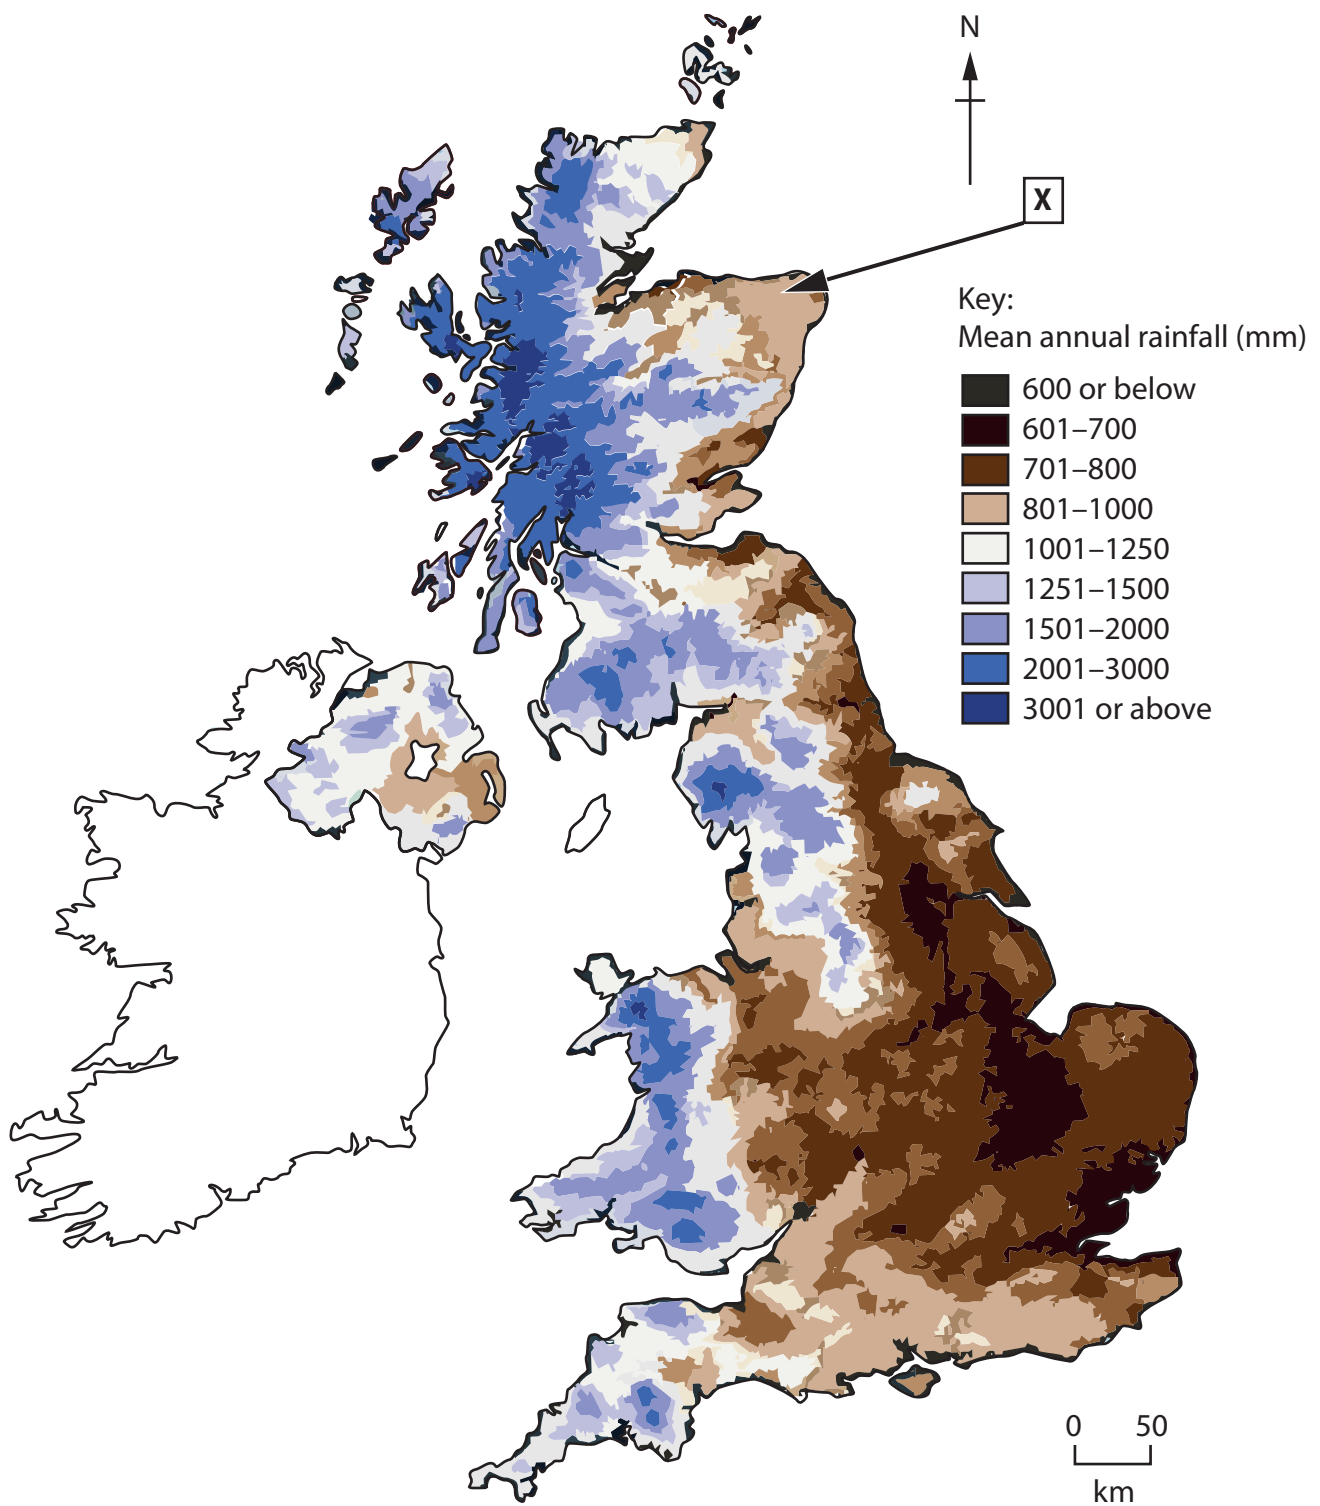 N
X
Key:
Mean annual rainfall (mm)
600 or below
601–700
701–800
801–1000
1001–1250
1251–1500
1501–2000
2001–3000
3001 or above
0 50
km